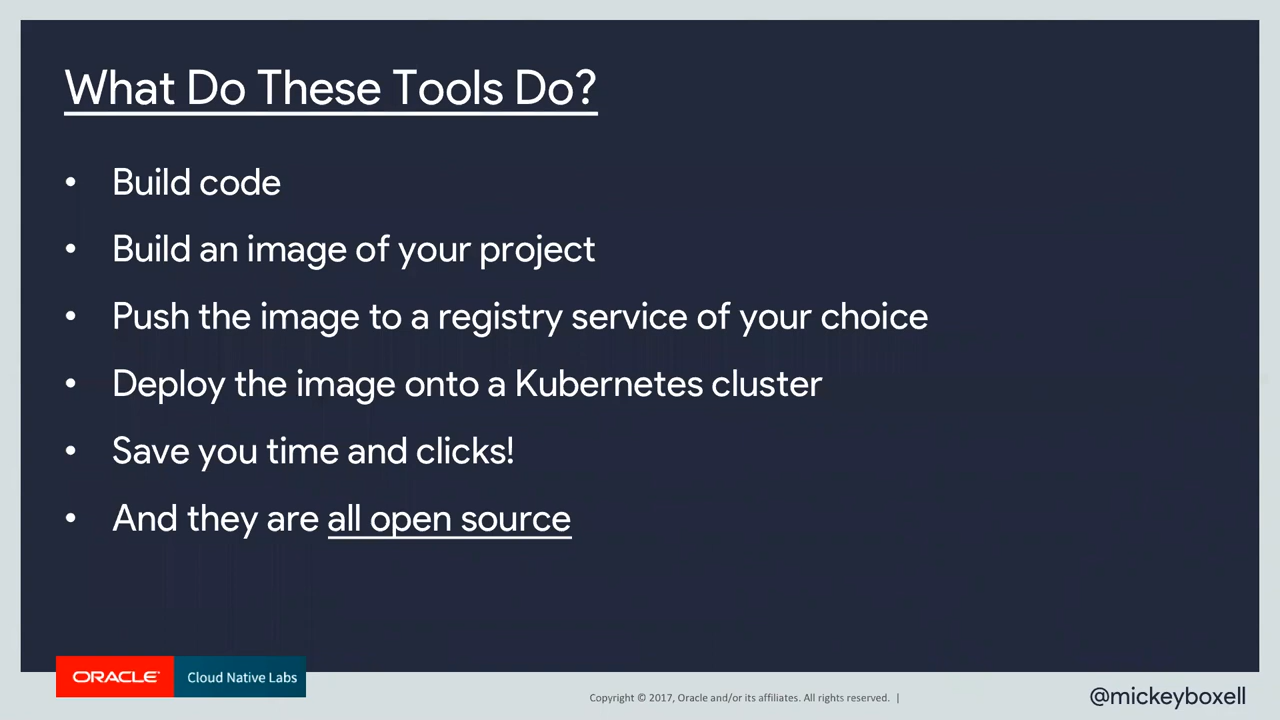 What Do These Tools Do?
• Build code
• Build an image of your project
• Push the image to a registry service of your choice
• Deploy the image onto a Kubernetes cluster
• Save you time and clicks!
• And they are all open source
ORACLE Cloud Native Labs
Copyright © 2017, Oracle and/or its affiliates. All rights reserved. |
@mickeyboxell